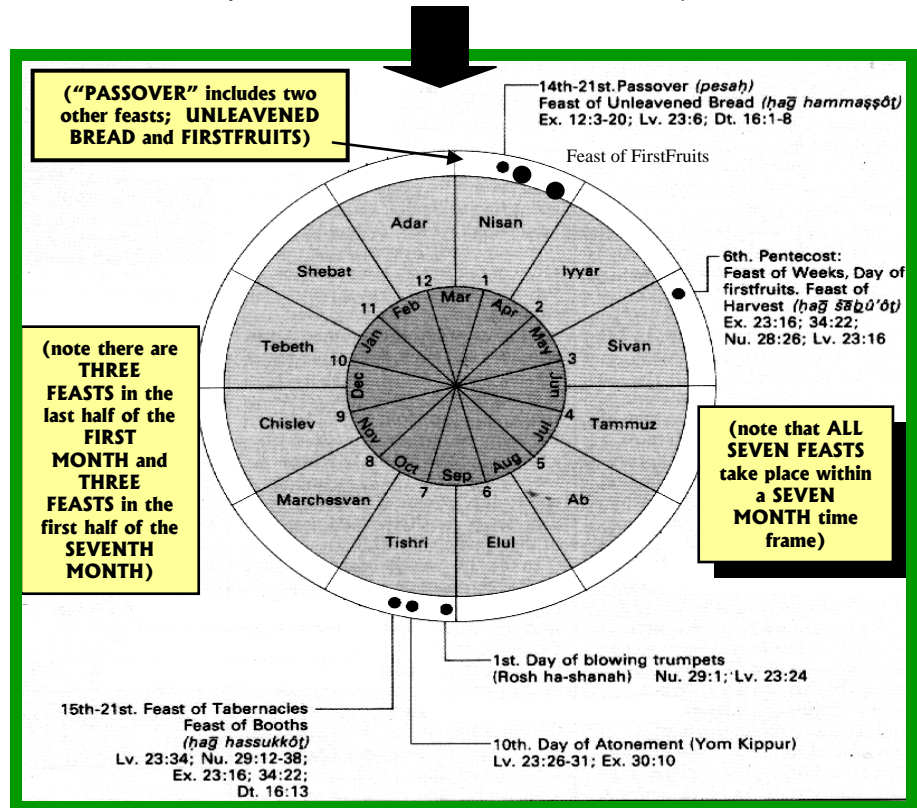 (“PASSOVER” includes two
other feasts; UNLEAVENED
BREAD and FIRSTFRUITS)
14th-21st. Passover (pesaḥ)
Feast of Unleavened Bread (ḥaḡ hammaṣṣôṯ)
Ex. 12:3-20; Lv. 23:6; Dt. 16:1-8
Feast of FirstFruits
6th. Pentecost:
Feast of Weeks, Day of
firstfruits. Feast of
Harvest (ḥaḡ šāḇû'ôṯ)
Ex. 23:16; 34:22;
Nu. 28:26; Lv. 23:16
(note there are
THREE
FEASTS in the
last half of the
FIRST
MONTH and
THREE
FEASTS in the
first half of the
SEVENTH
MONTH)
(note that ALL
SEVEN FEASTS
take place within
a SEVEN
MONTH time
frame)
Nisan
Iyyar
Sivan
Tammuz
Ab
Elul
Tishri
Marchesvan
Chislev
Tebeth
Shebat
Adar
1
2
3
4
5
6
7
8
9
10
11
12
Mar
Apr
May
Jun
Jul
Aug
Sep
Oct
Nov
Dec
Jan
Feb
1st. Day of blowing trumpets
(Rosh ha-shanah) Nu. 29:1; Lv. 23:24
10th. Day of Atonement (Yom Kippur)
Lv. 23:26-31; Ex. 30:10
15th-21st. Feast of Tabernacles
Feast of Booths
(ḥaḡ hassukkôṯ)
Lv. 23:34; Nu. 29:12-38;
Ex. 23:16; 34:22;
Dt. 16:13